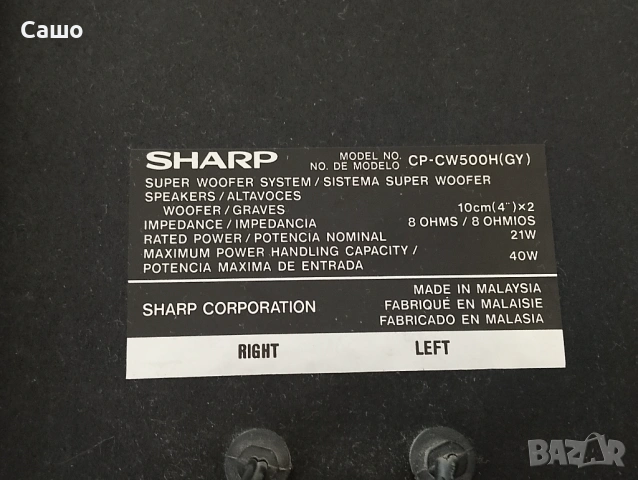 Сашо
SHARP MODEL NO. NO. DE MODELO CP-CW500H(GY)
SUPER WOOFER SYSTEM / SISTEMA SUPER WOOFER
SPEAKERS / ALTAVOCES
WOOFER / GRAVES 10cm(4")×2
IMPEDANCE / IMPEDANCIA 8 OHMS / 8 OHMIOS
RATED POWER / POTENCIA NOMINAL 21W
MAXIMUM POWER HANDLING CAPACITY / POTENCIA MAXIMA DE ENTRADA 40W
SHARP CORPORATION
MADE IN MALAYSIA
FABRIQUÉ EN MALAISIE
FABRICADO EN MALASIA
RIGHT LEFT
BAZAR